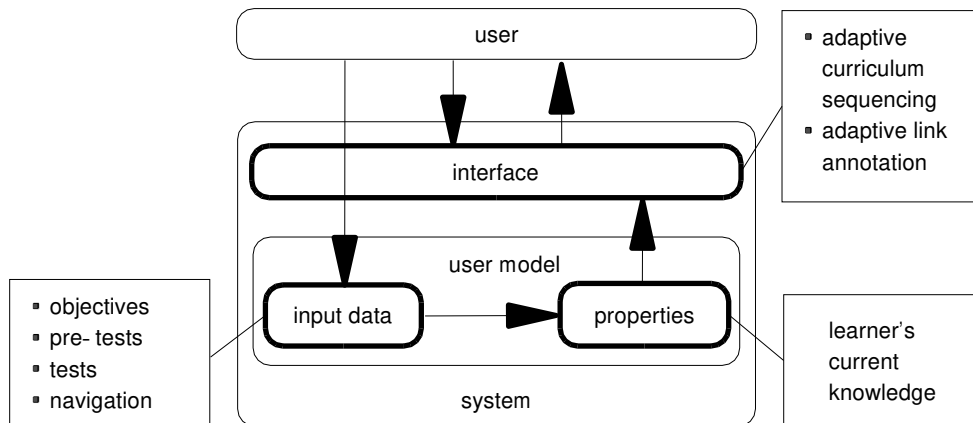 user
▪ adaptive
curriculum
sequencing
▪ adaptive link
annotation
interface
user model
input data
properties
▪ objectives
▪ pre- tests
▪ tests
▪ navigation
learner's
current
knowledge
system